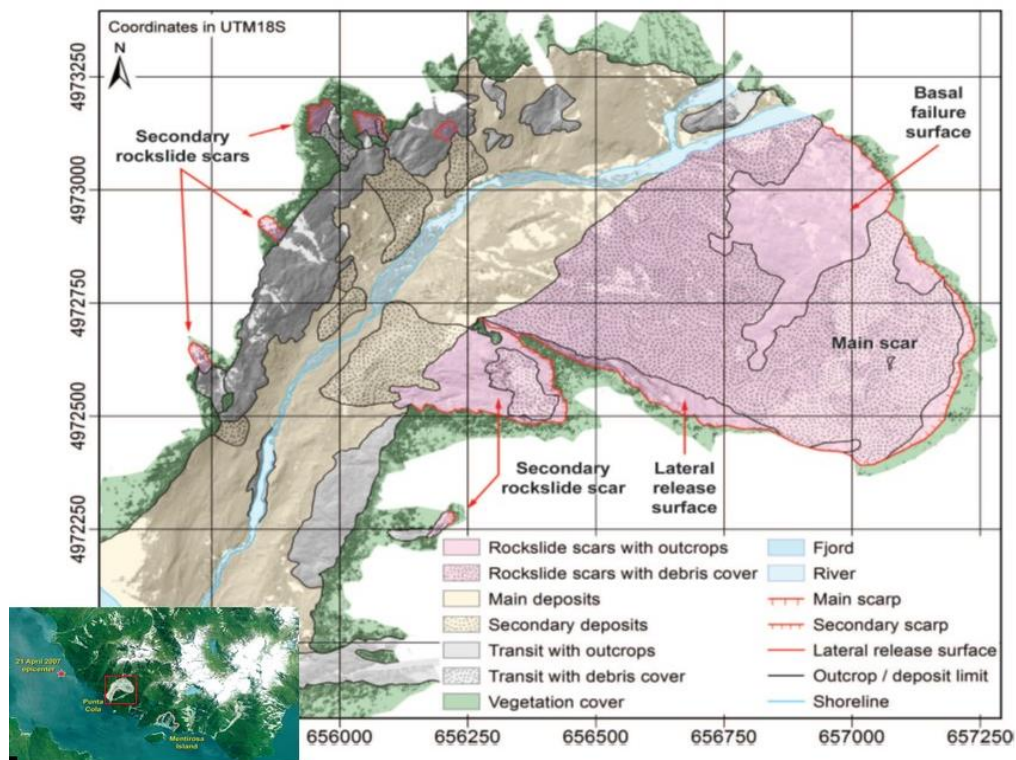 Coordinates in UTM18S
N
4973250
4973000
4972750
4972500
4972250
Secondary
rockslide scars
Basal
failure
surface
Main scar
Secondary
rockslide scar
Lateral
release
surface
Rockslide scars with outcrops
Rockslide scars with debris cover
Main deposits
Secondary deposits
Transit with outcrops
Transit with debris cover
Vegetation cover
Fjord
River
Main scarp
Secondary scarp
Lateral release surface
Outcrop / deposit limit
Shoreline
21 April 2007
epicenter
Punta
Cola
Mentirosa
Island
656000
656250
656500
656750
657000
657250